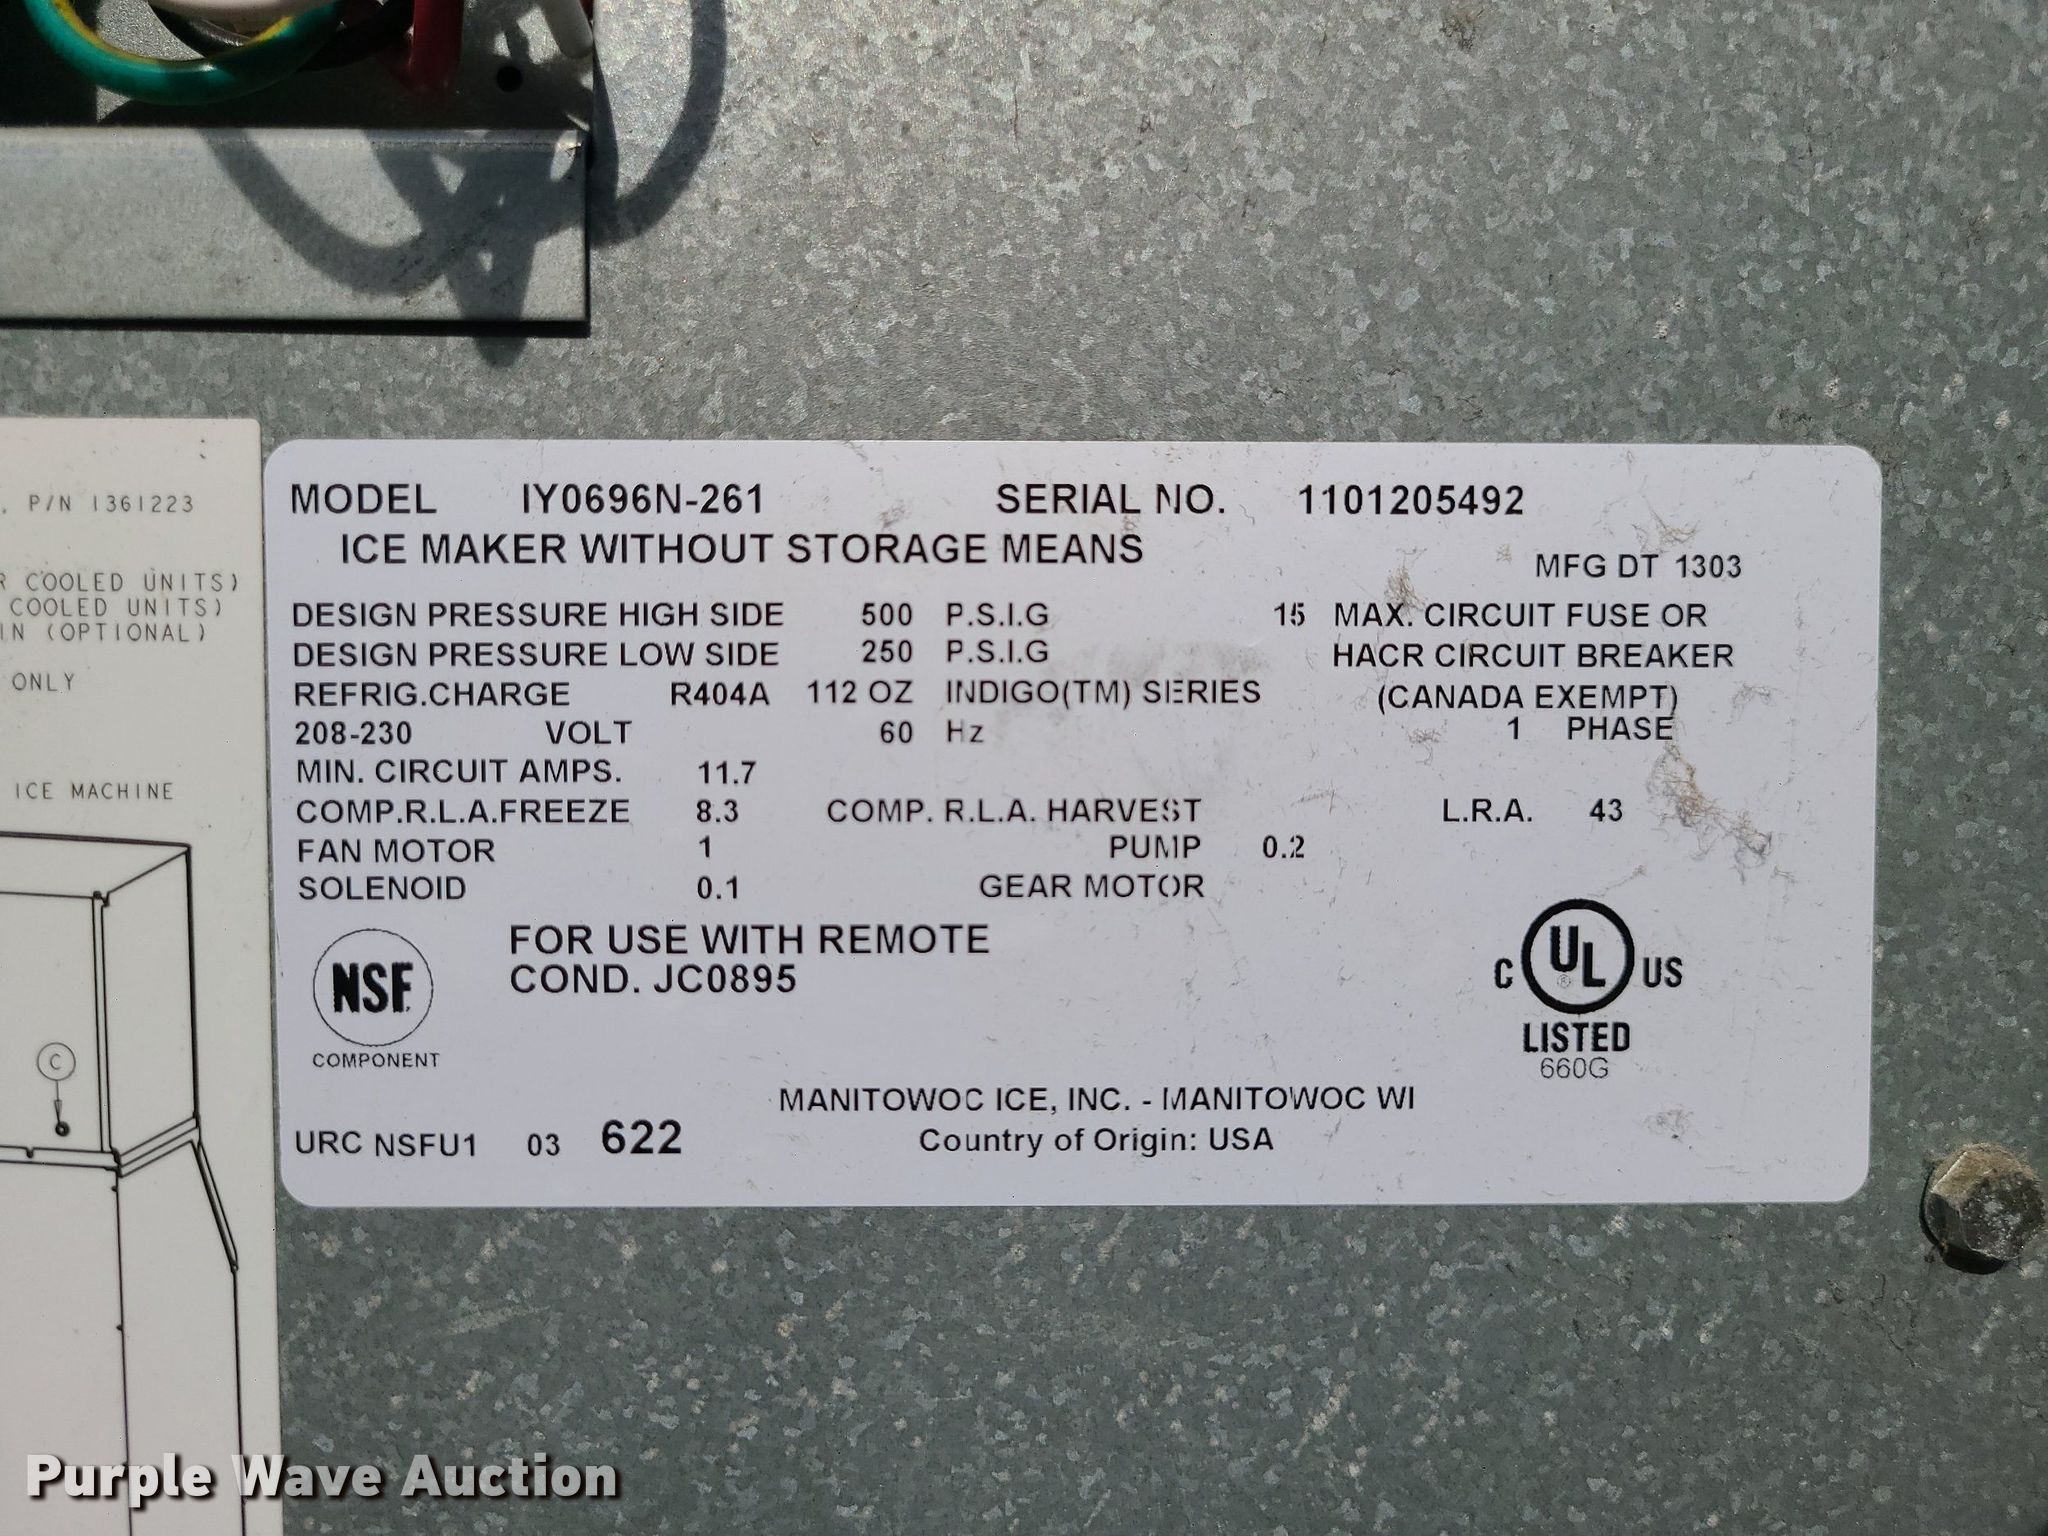 , P/N 1361223
R COOLED UNITS)
COOLED UNITS)
IN (OPTIONAL)
ONLY
ICE MACHINE
C
MODEL IY0696N-261 SERIAL NO. 1101205492
ICE MAKER WITHOUT STORAGE MEANS
MFG DT 1303
DESIGN PRESSURE HIGH SIDE 500 P.S.I.G 15 MAX. CIRCUIT FUSE OR
DESIGN PRESSURE LOW SIDE 250 P.S.I.G HACR CIRCUIT BREAKER
REFRIG.CHARGE R404A 112 OZ INDIGO(TM) SERIES (CANADA EXEMPT)
208-230 VOLT 60 Hz 1 PHASE
MIN. CIRCUIT AMPS. 11.7
COMP.R.L.A.FREEZE 8.3 COMP. R.L.A. HARVEST L.R.A. 43
FAN MOTOR 1 PUMP 0.2
SOLENOID 0.1 GEAR MOTOR
FOR USE WITH REMOTE
COND. JC0895
NSF
COMPONENT
C UL ® US
LISTED
660G
MANITOWOC ICE, INC. - MANITOWOC WI
URC NSFU1 03 622 Country of Origin: USA
Purple Wave Auction